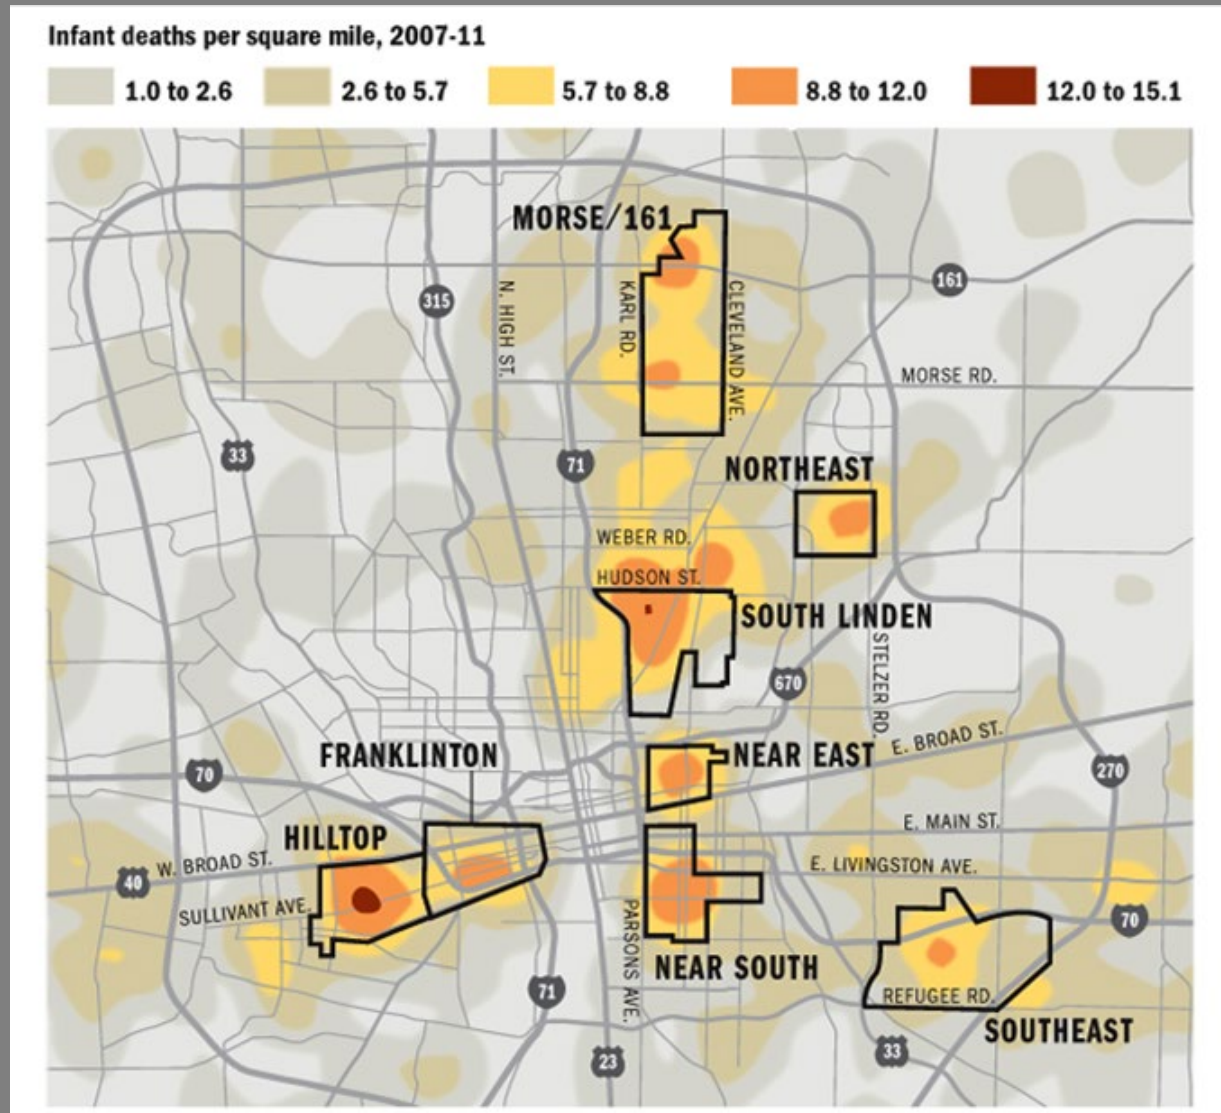 Infant deaths per square mile, 2007-11
1.0 to 2.6
2.6 to 5.7
5.7 to 8.8
8.8 to 12.0
12.0 to 15.1
MORSE/161
161
315
N. HIGH ST.
KARL RD.
CLEVELAND AVE.
MORSE RD.
33
71
NORTHEAST
WEBER RD.
HUDSON ST.
SOUTH LINDEN
STELZER RD.
670
E. BROAD ST.
FRANKLINTON
NEAR EAST
70
270
E. MAIN ST.
HILLTOP
W. BROAD ST.
E. LIVINGSTON AVE.
40
SULLIVANT AVE.
PARSONS AVE.
70
NEAR SOUTH
71
REFUGEE RD.
SOUTHEAST
23
33